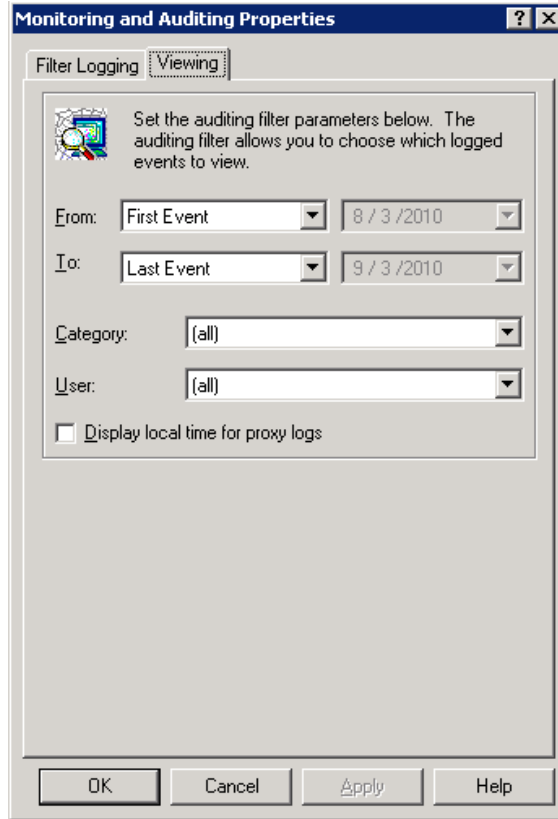 Monitoring and Auditing Properties
Filter Logging Viewing
Set the auditing filter parameters below. The
auditing filter allows you to choose which logged
events to view.
From: First Event 8 / 3 /2010
To: Last Event 9 / 3 /2010
Category: (all)
User: (all)
Display local time for proxy logs
OK Cancel Apply Help